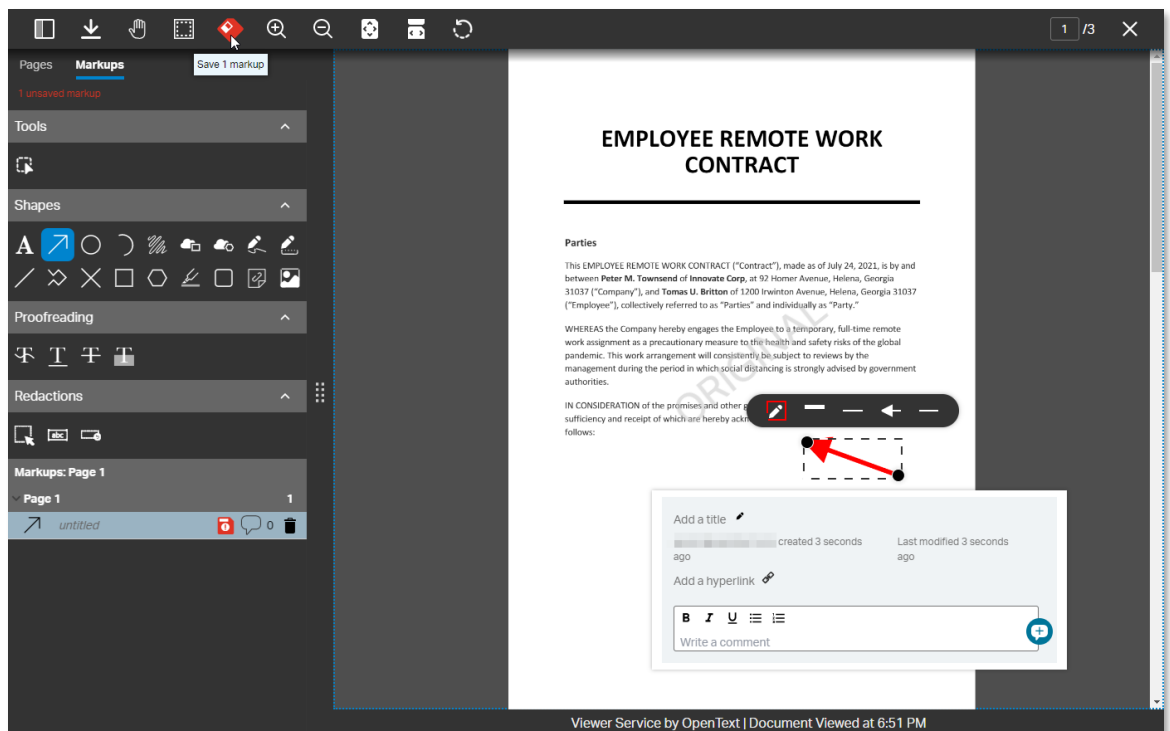 1 /3
Save 1 markup
Pages Markups
1 unsaved markup
Tools
Shapes
A
Proofreading
T T T T
Redactions
abc
Markups: Page 1
Page 1 1
untitled 0
EMPLOYEE REMOTE WORK
CONTRACT
Parties
This EMPLOYEE REMOTE WORK CONTRACT ("Contract"), made as of July 24, 2021, is by and
between Peter M. Townsend of Innovate Corp, at 92 Homer Avenue, Helena, Georgia
31037 ("Company"), and Tomas U. Britton of 1200 Irwinton Avenue, Helena, Georgia 31037
("Employee"), collectively referred to as "Parties" and individually as "Party."
WHEREAS the Company hereby engages the Employee to a temporary, full-time remote
work assignment as a precautionary measure to the health and safety risks of the global
pandemic. This work arrangement will consistently be subject to reviews by the
management during the period in which social distancing is strongly advised by government
authorities.
ORIGINAL
IN CONSIDERATION of the promises and other
sufficiency and receipt of which are hereby
follows:
Add a title
created 3 seconds
ago
Last modified 3 seconds
ago
Add a hyperlink
B I U
Write a comment
Viewer Service by OpenText | Document Viewed at 6:51 PM